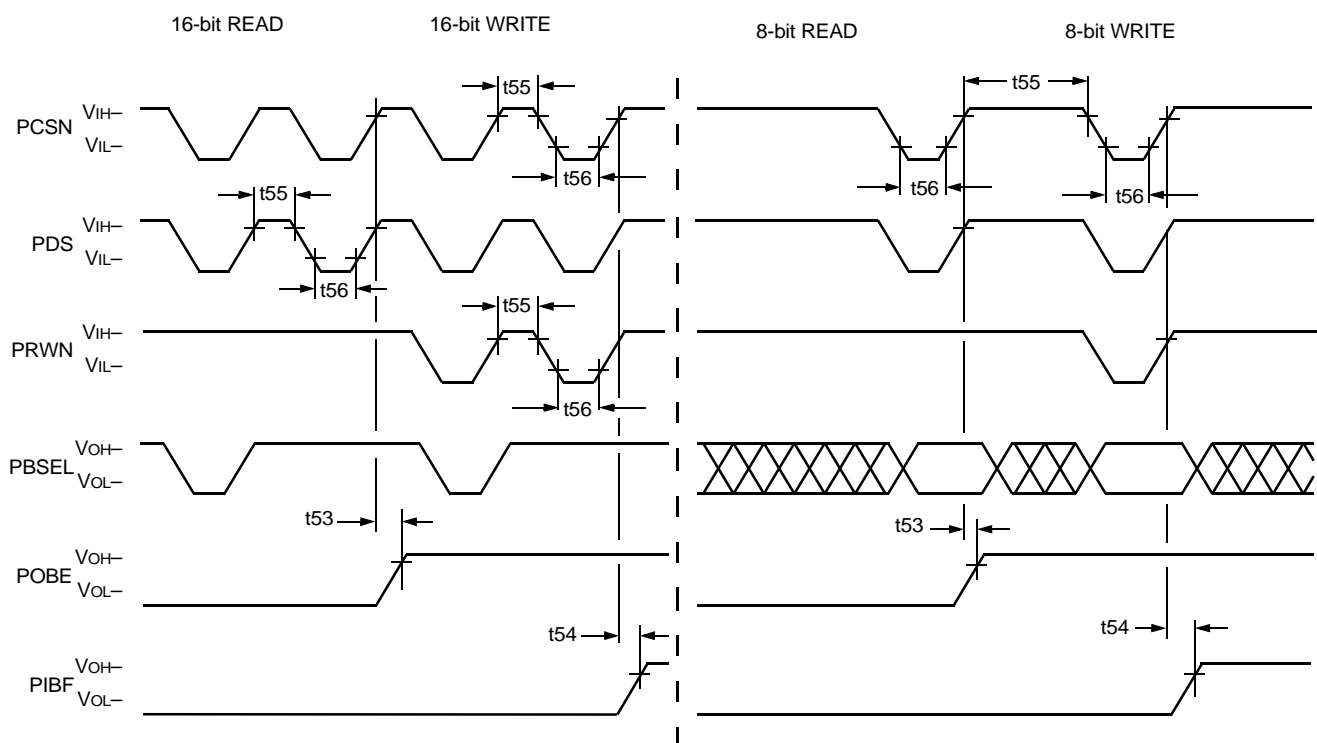 16-bit READ 16-bit WRITE 8-bit READ 8-bit WRITE
t55 t55
PCSN VIH– VIL–
t56 t56 t56
t55
PDS VIH– VIL–
t56 t55
PRWN VIH– VIL–
t56
PBSEL VOH– VOL–
t53 t53
POBE VOH– VOL–
t54 t54
PIBF VOH– VOL–